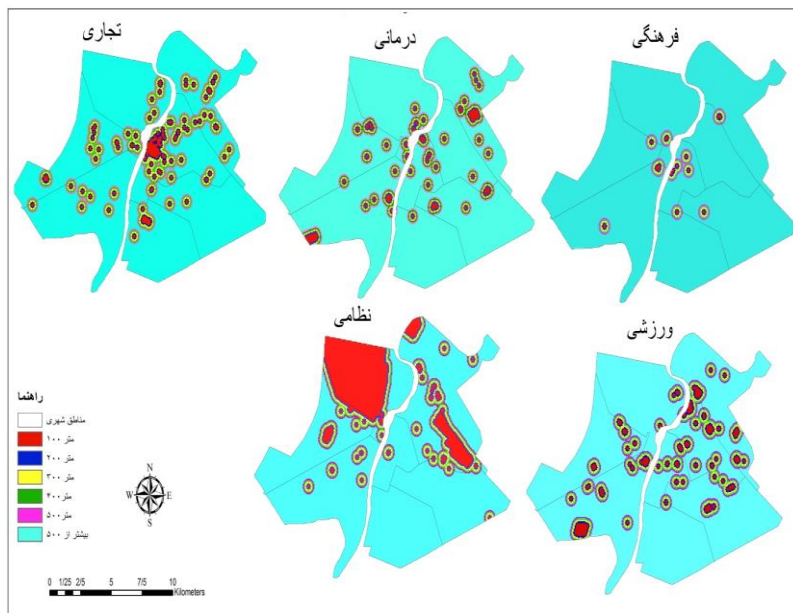 تجاری
درمانی
فرهنگی
نظامی
ورزشی
راهنما
مناطق شهری
متر ۱۰۰
متر ۲۰۰
متر ۳۰۰
متر ۴۰۰
متر ۵۰۰
بیشتر از ۵۰۰
N
W E
S
0 1/25 2/5 5 7/5 10
Kilometers